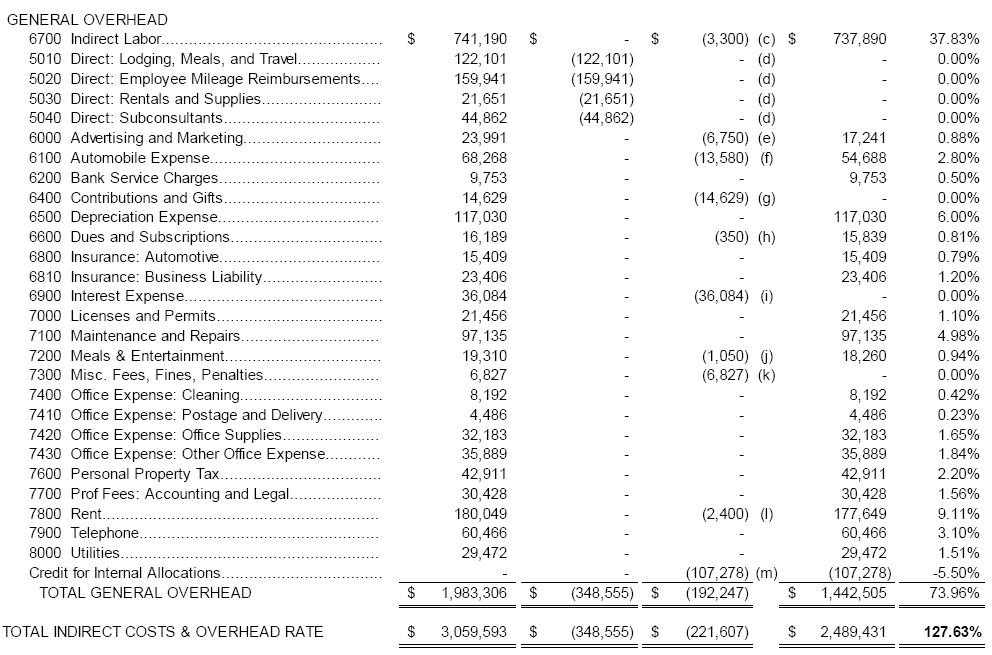 GENERAL OVERHEAD
6700 Indirect Labor................................................ $ 741,190 $ - $ (3,300) (c) $ 737,890 37.83%
5010 Direct: Lodging, Meals, and Travel.................. 122,101 (122,101) - (d) - 0.00%
5020 Direct: Employee Mileage Reimbursements.... 159,941 (159,941) - (d) - 0.00%
5030 Direct: Rentals and Supplies.......................... 21,651 (21,651) - (d) - 0.00%
5040 Direct: Subconsultants.................................. 44,862 (44,862) - (d) - 0.00%
6000 Advertising and Marketing.............................. 23,991 - (6,750) (e) 17,241 0.88%
6100 Automobile Expense..................................... 68,268 - (13,580) (f) 54,688 2.80%
6200 Bank Service Charges................................... 9,753 - - 9,753 0.50%
6400 Contributions and Gifts................................... 14,629 - (14,629) (g) - 0.00%
6500 Depreciation Expense................................... 117,030 - - 117,030 6.00%
6600 Dues and Subscriptions................................. 16,189 - (350) (h) 15,839 0.81%
6800 Insurance: Automotive................................... 15,409 - - 15,409 0.79%
6810 Insurance: Business Liability.......................... 23,406 - - 23,406 1.20%
6900 Interest Expense........................................... 36,084 - (36,084) (i) - 0.00%
7000 Licenses and Permits.................................... 21,456 - - 21,456 1.10%
7100 Maintenance and Repairs............................... 97,135 - - 97,135 4.98%
7200 Meals & Entertainment.................................. 19,310 - (1,050) (j) 18,260 0.94%
7300 Misc. Fees, Fines, Penalties......................... 6,827 - (6,827) (k) - 0.00%
7400 Office Expense: Cleaning............................... 8,192 - - 8,192 0.42%
7410 Office Expense: Postage and Delivery............. 4,486 - - 4,486 0.23%
7420 Office Expense: Office Supplies..................... 32,183 - - 32,183 1.65%
7430 Office Expense: Other Office Expense............ 35,889 - - 35,889 1.84%
7600 Personal Property Tax................................... 42,911 - - 42,911 2.20%
7700 Prof Fees: Accounting and Legal.................... 30,428 - - 30,428 1.56%
7800 Rent............................................................ 180,049 - (2,400) (l) 177,649 9.11%
7900 Telephone.................................................... 60,466 - - 60,466 3.10%
8000 Utilities........................................................ 29,472 - - 29,472 1.51%
Credit for Internal Allocations................................... - - (107,278) (m) (107,278) -5.50%
TOTAL GENERAL OVERHEAD $ 1,983,306 $ (348,555) $ (192,247) $ 1,442,505 73.96%
TOTAL INDIRECT COSTS & OVERHEAD RATE $ 3,059,593 $ (348,555) $ (221,607) $ 2,489,431 127.63%